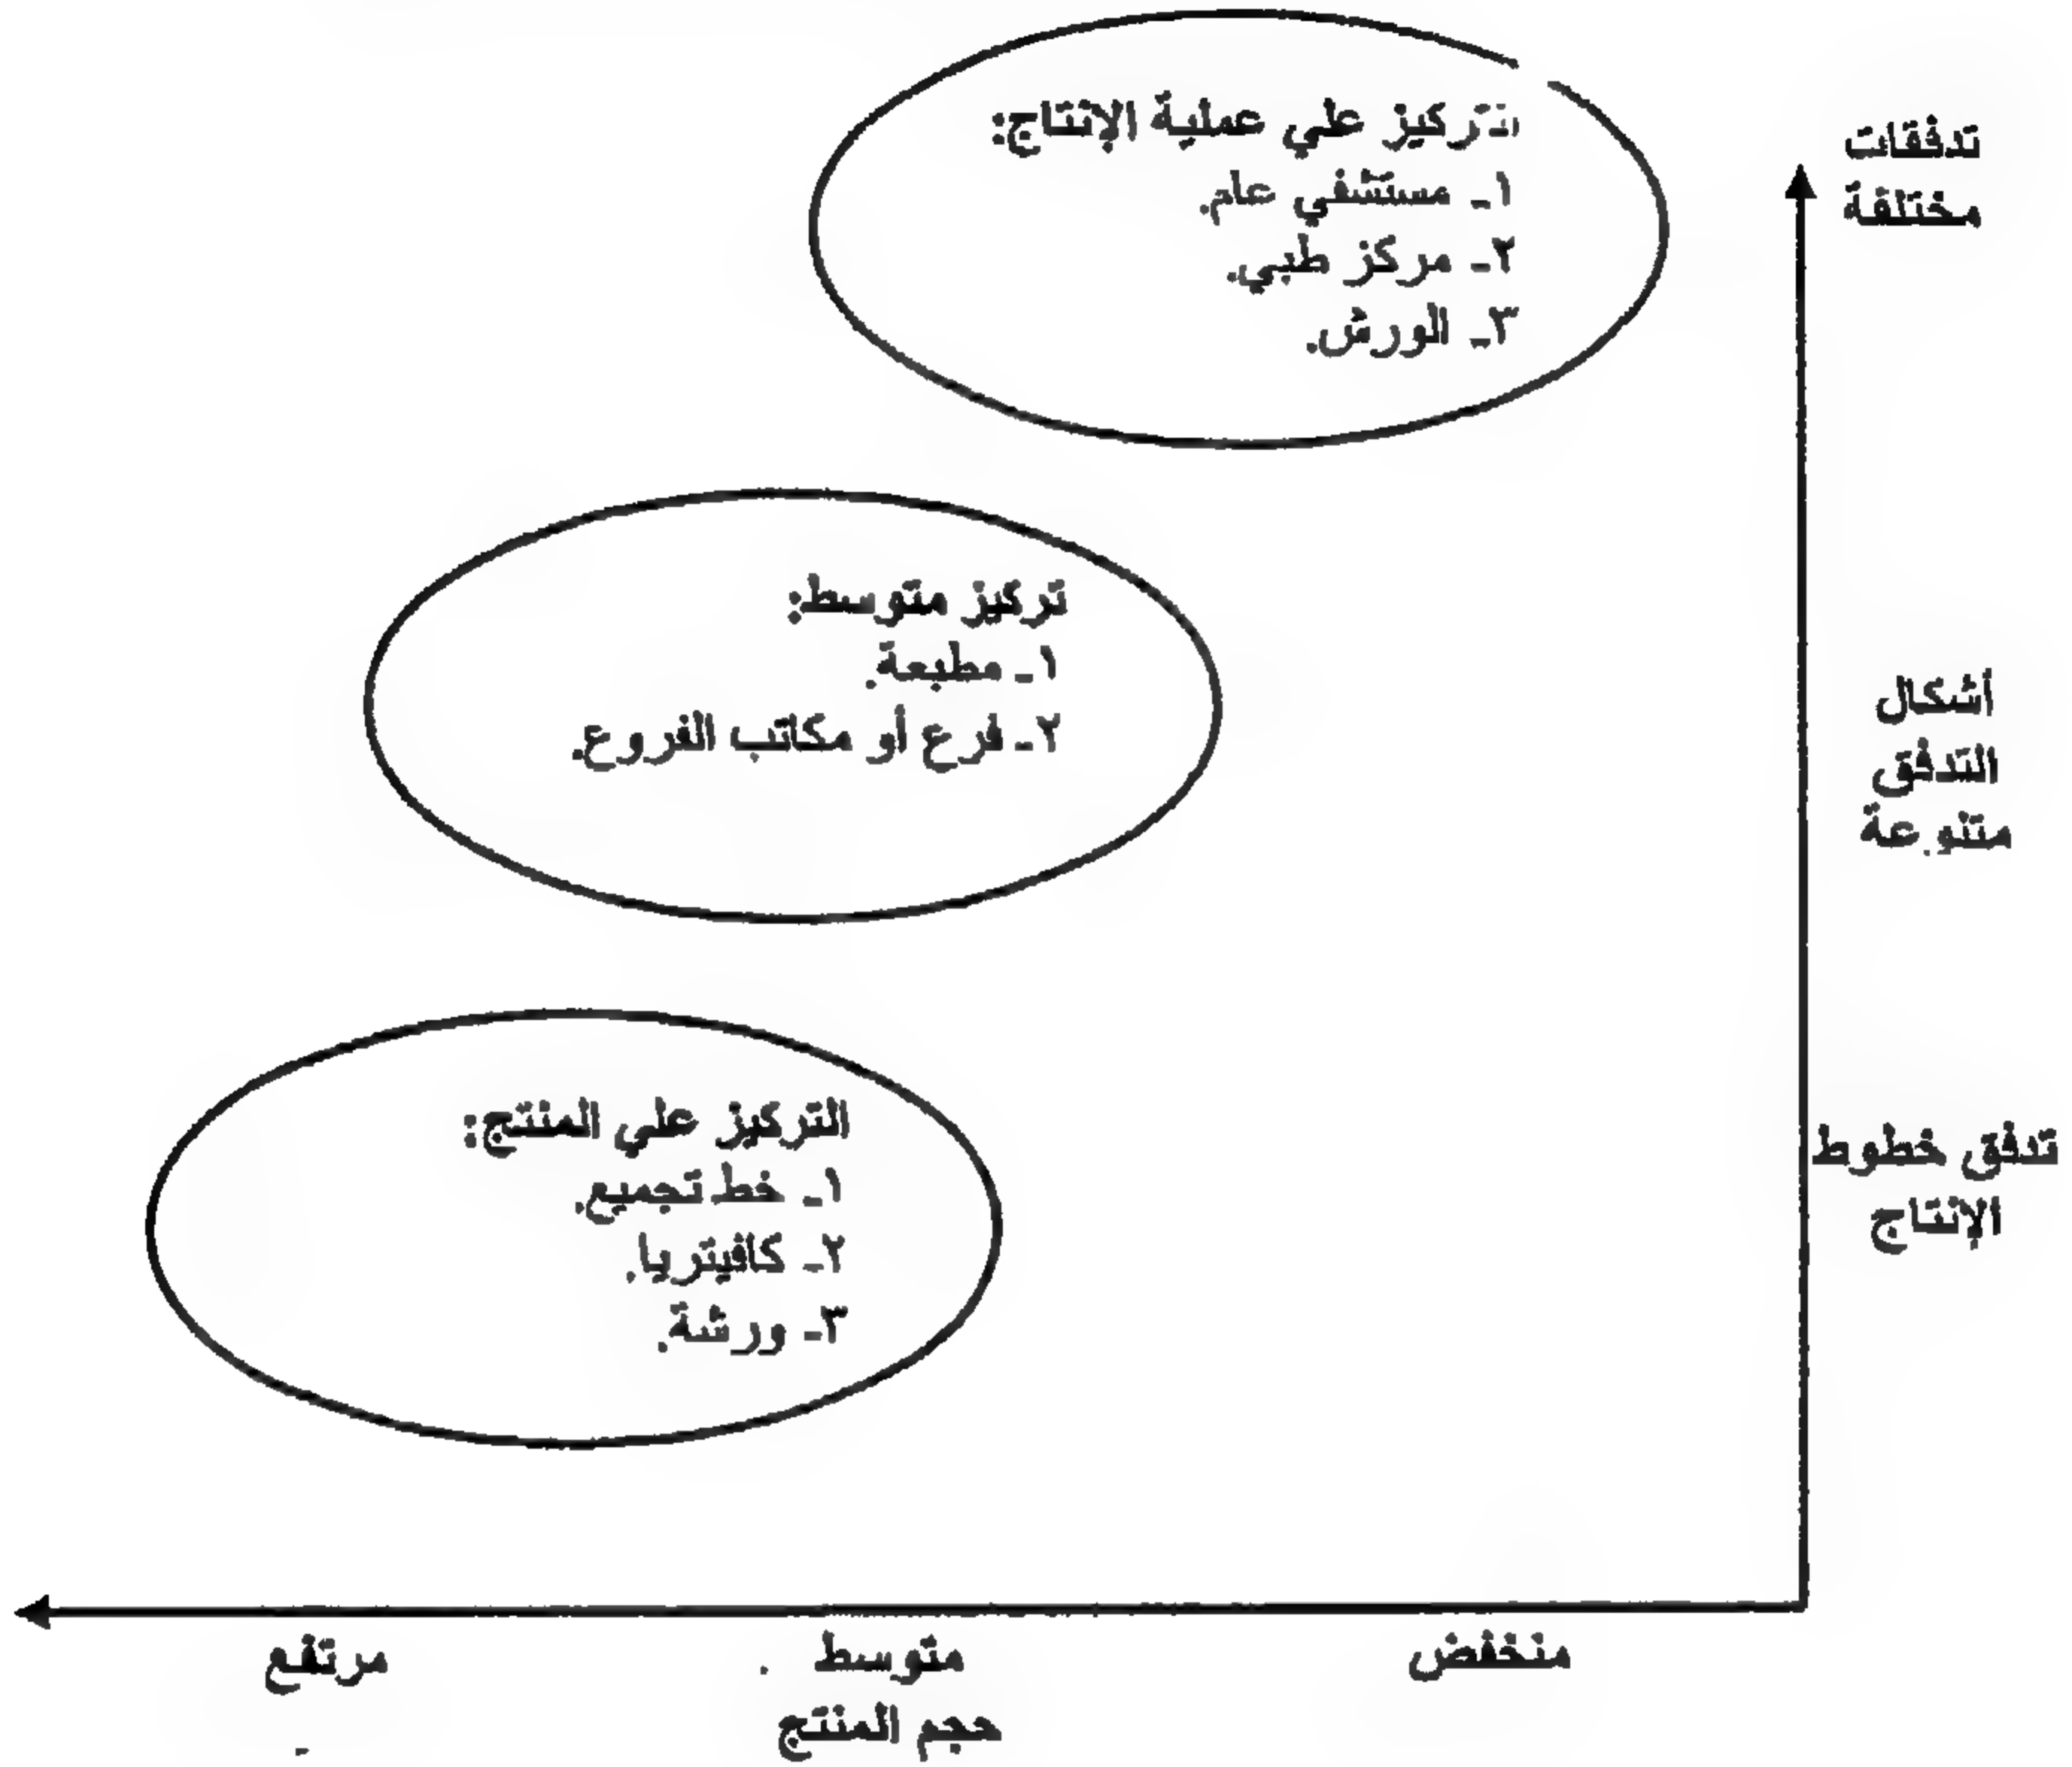 تركيز علي عملية الإنتاج:
١ـ مستشفي عام.
٢ـ مركز طبي.
٣ـ الورش.
تدفقات
مختلفة
تركيز متوسط:
١ـ مطبعة.
٢ـ فرع أو مكاتب الفروع.
أشكال
التدفق
متنوعة
التركيز علي المنتج:
١ـ خط تجميع.
٢ـ كافيتريا.
٣ـ ورشة.
تدفق خطوط
الإنتاج
منخفض
متوسط
مرتفع
حجم المنتج